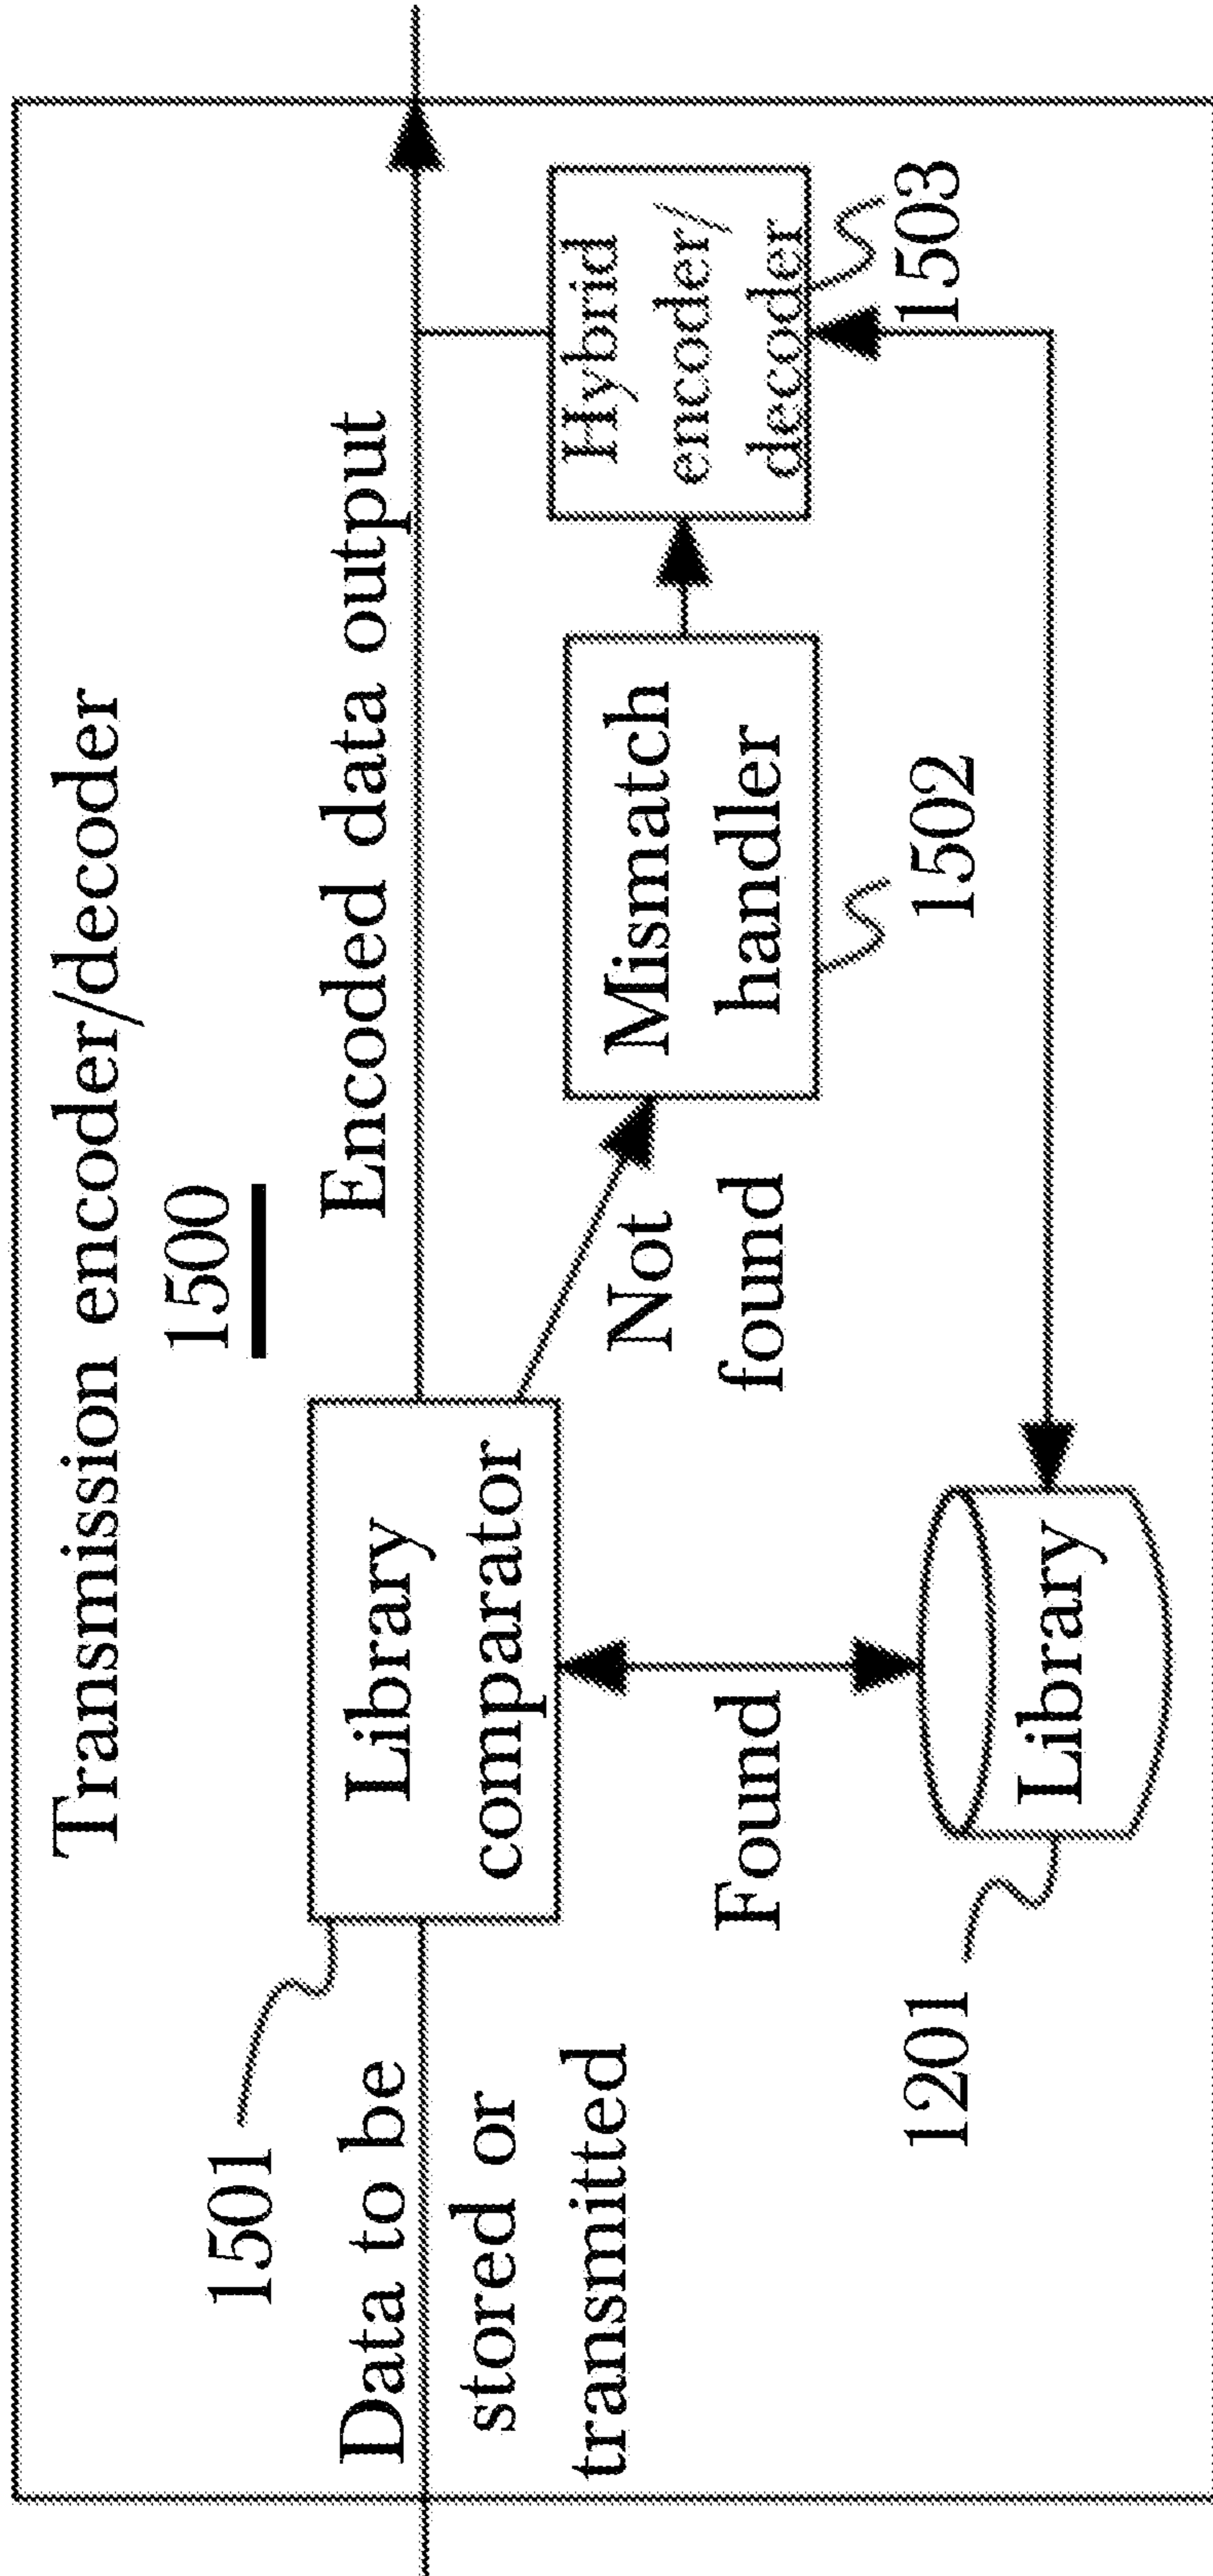 Transmission encoder/decoder
1500
1501
Data to be
stored or
transmitted
Library
comparator
Encoded data output
Not
found
Mismatch
handler
1502
Hybrid
encoder/
decoder
1503
Found
1201
Library